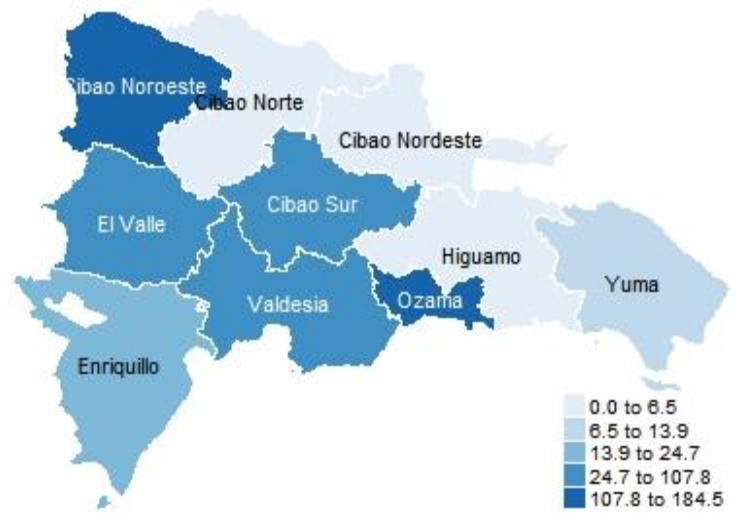 Cibao Noroeste
Cibao Norte
Cibao Nordeste
El Valle
Cibao Sur
Higuamo
Yuma
Valdesia
Ozama
Enriquillo
0.0 to 6.5
6.5 to 13.9
13.9 to 24.7
24.7 to 107.8
107.8 to 184.5